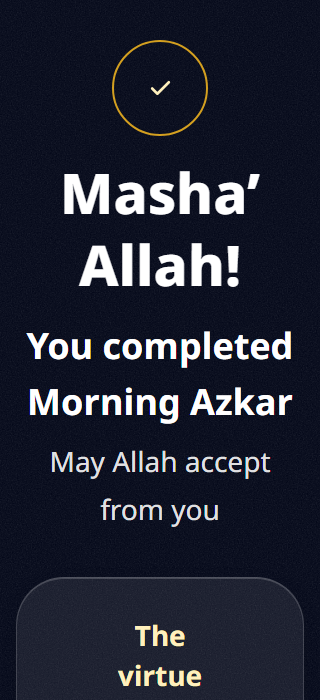 Masha’
Allah!
You completed
Morning Azkar
May Allah accept
from you
The
virtue